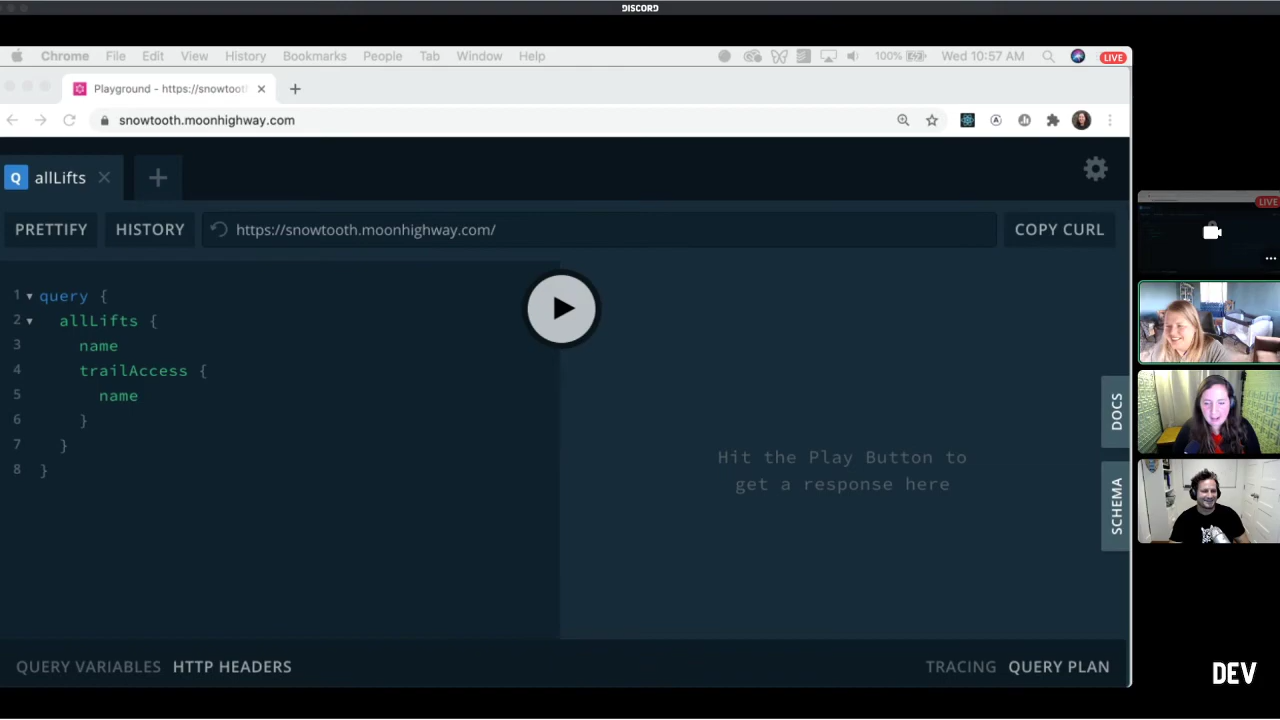 DISCORD
Chrome File Edit View History Bookmarks People Tab Window Help 100% Wed 10:57 AM LIVE
Playground - https://snowtooth
snowtooth.moonhighway.com
LIVE
Q allLifts
PRETTIFY HISTORY https://snowtooth.moonhighway.com/ COPY CURL
1 query {
2 allLifts {
3 name
4 trailAccess {
5 name
6 }
7 }
8 }
Hit the Play Button to
get a response here
DOCS
SCHEMA
QUERY VARIABLES HTTP HEADERS TRACING QUERY PLAN
DEV